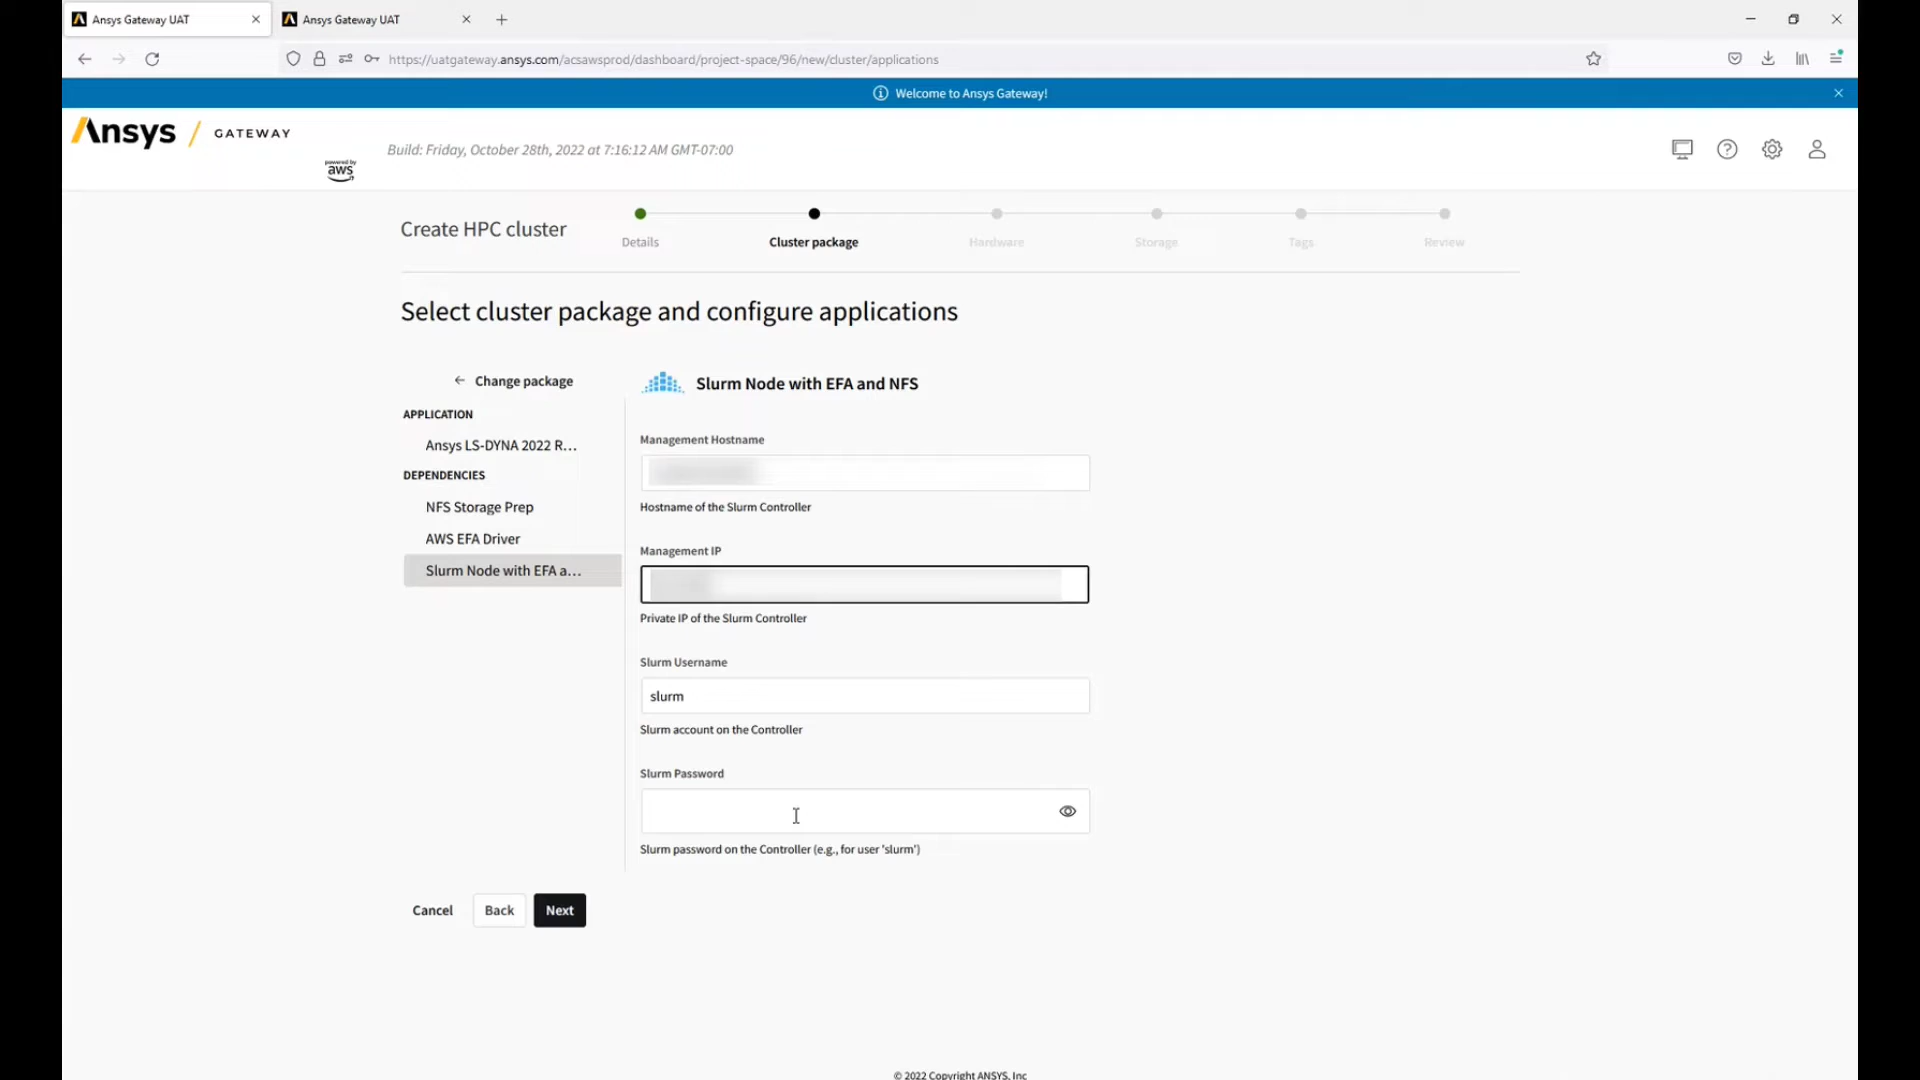 Ansys Gateway UAT
Ansys Gateway UAT
https://uatgateway.ansys.com/acsawsprod/dashboard/project-space/96/new/cluster/applications
Welcome to Ansys Gateway!
Ansys / GATEWAY
powered by
aws
Build: Friday, October 28th, 2022 at 7:16:12 AM GMT-07:00
Create HPC cluster
Details
Cluster package
Hardware
Storage
Tags
Review
Select cluster package and configure applications
Change package
APPLICATION
Ansys LS-DYNA 2022 R...
DEPENDENCIES
NFS Storage Prep
AWS EFA Driver
Slurm Node with EFA a...
Slurm Node with EFA and NFS
Management Hostname
Hostname of the Slurm Controller
Management IP
Private IP of the Slurm Controller
Slurm Username
slurm
Slurm account on the Controller
Slurm Password
Slurm password on the Controller (e.g., for user 'slurm')
Cancel
Back
Next
© 2022 Copyright ANSYS, Inc